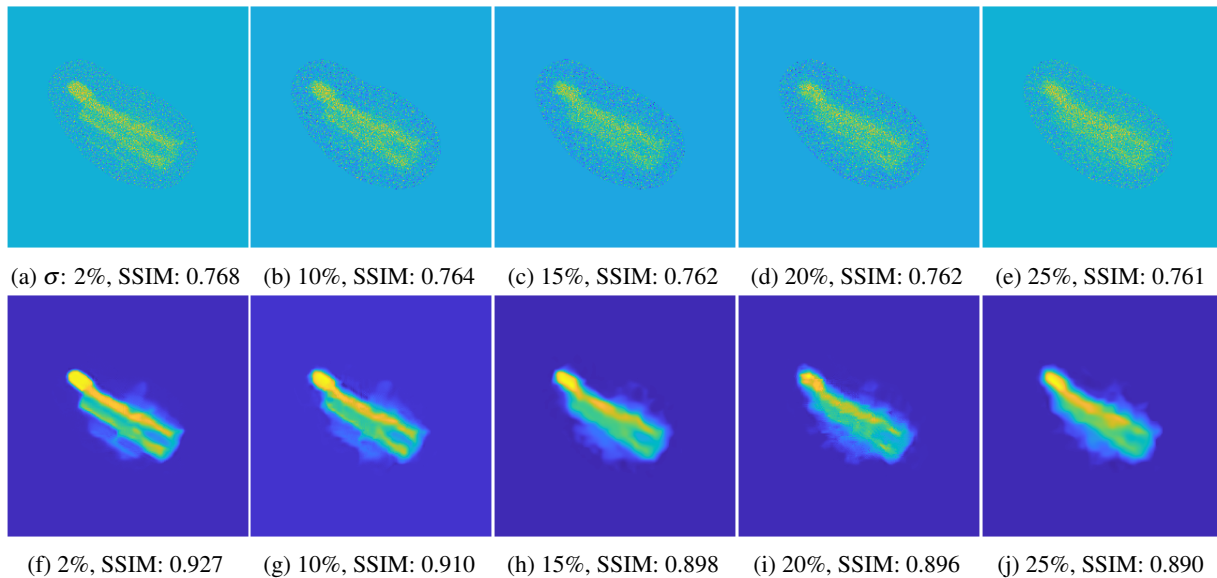 (a) σ: 2%, SSIM: 0.768 (b) 10%, SSIM: 0.764 (c) 15%, SSIM: 0.762 (d) 20%, SSIM: 0.762 (e) 25%, SSIM: 0.761
(f) 2%, SSIM: 0.927 (g) 10%, SSIM: 0.910 (h) 15%, SSIM: 0.898 (i) 20%, SSIM: 0.896 (j) 25%, SSIM: 0.890